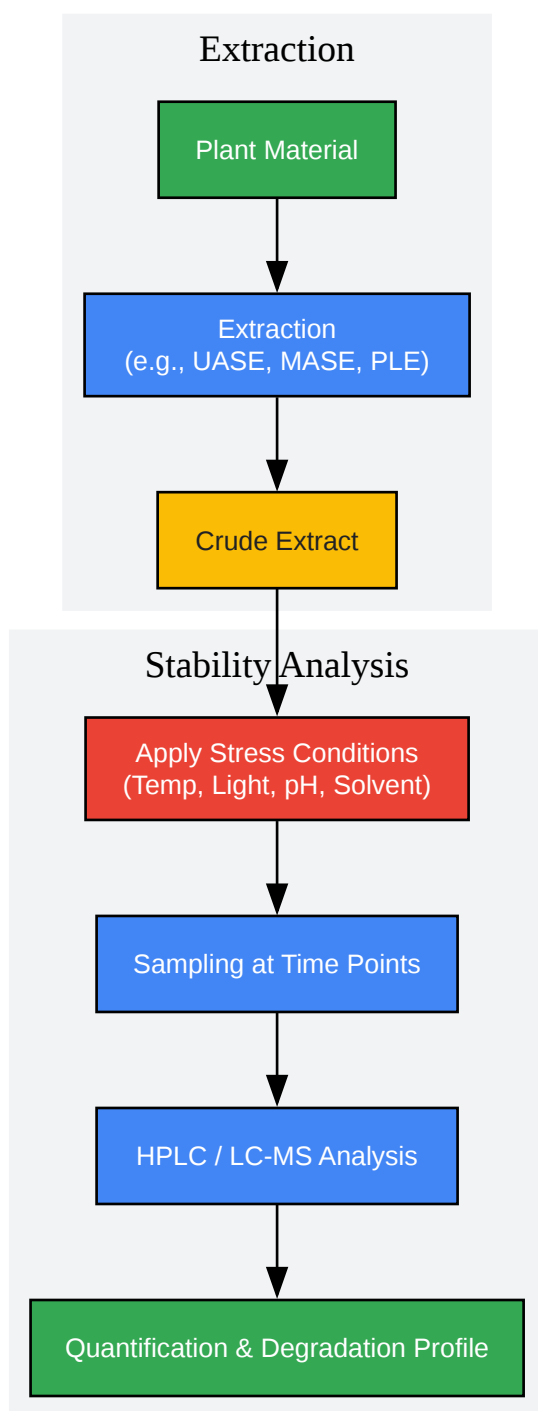 Extraction
Plant Material
Extraction
(e.g., UASE, MASE, PLE)
Crude Extract
Stability Analysis
Apply Stress Conditions
(Temp, Light, pH, Solvent)
Sampling at Time Points
HPLC / LC-MS Analysis
Quantification & Degradation Profile